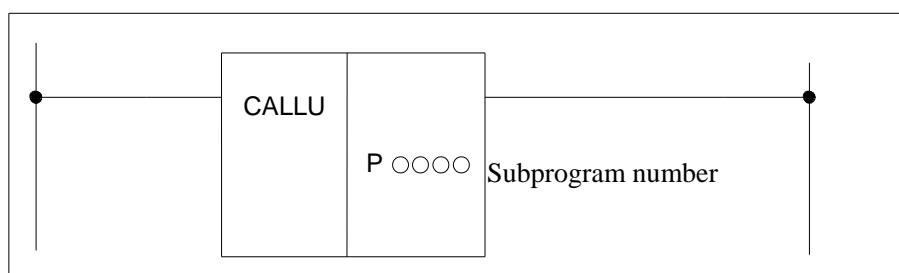 CALLU
P ○○○○ Subprogram number